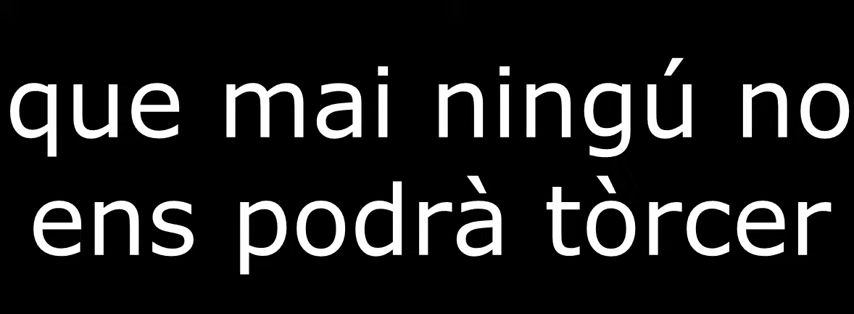 que mai ningú no
ens podrà tòrcer